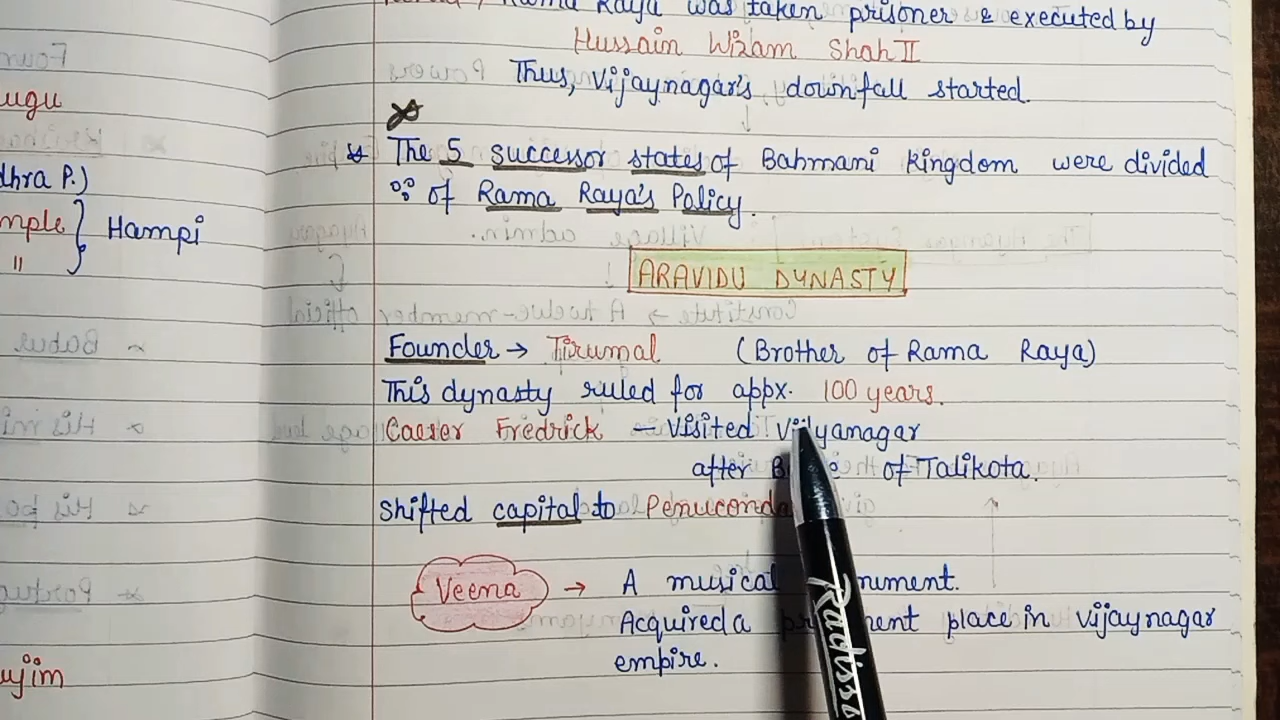 Rama Raya was taken prisoner & executed by
Hussain Wizam Shah II
Thus, Vijaynagar's downfall started.
The 5 successor states of Bahmani Kingdom were divided
∵ of Rama Raya's Policy.
ARAVIDU DYNASTY
Founder → Tirumal (Brother of Rama Raya)
This dynasty ruled for appx. 100 years.
Caeser Fredrick – Visited Vijyanagar
after of Talikota.
Shifted capital to Penuconda
Veena → A musical
Acquired a place in Vijaynagar
empire.
ugu
dhra P.)
mple } Hampi
"
ujim
Radisso